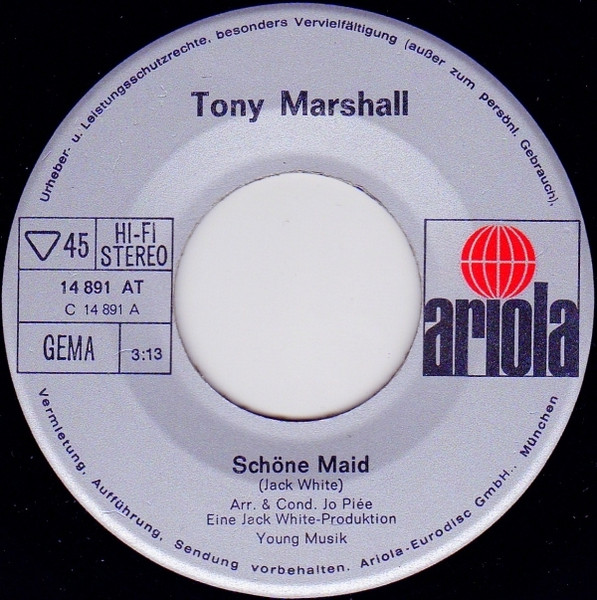 Urheber- u. Leistungsschutzrechte, besonders Vervielfältigung (außer zum persönl. Gebrauch),
Tony Marshall
45
HI-FI
STEREO
14 891 AT
C 14 891 A
GEMA
3:13
ariola
Schöne Maid
(Jack White)
Arr. & Cond. Jo Piée
Eine Jack White-Produktion
Young Musik
Vermietung, Aufführung, Sendung vorbehalten. Ariola-Eurodisc GmbH., München